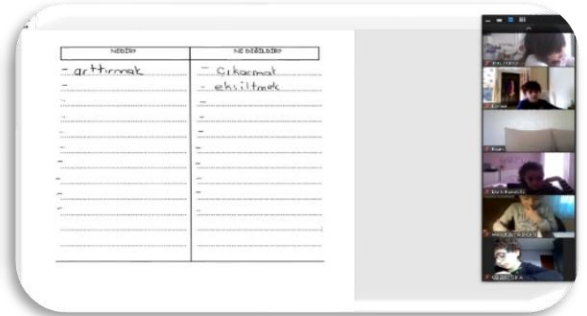 NEDİR? NE DEĞİLDİR?
- arttırmak - Çıkarmak
- - eksiltmek